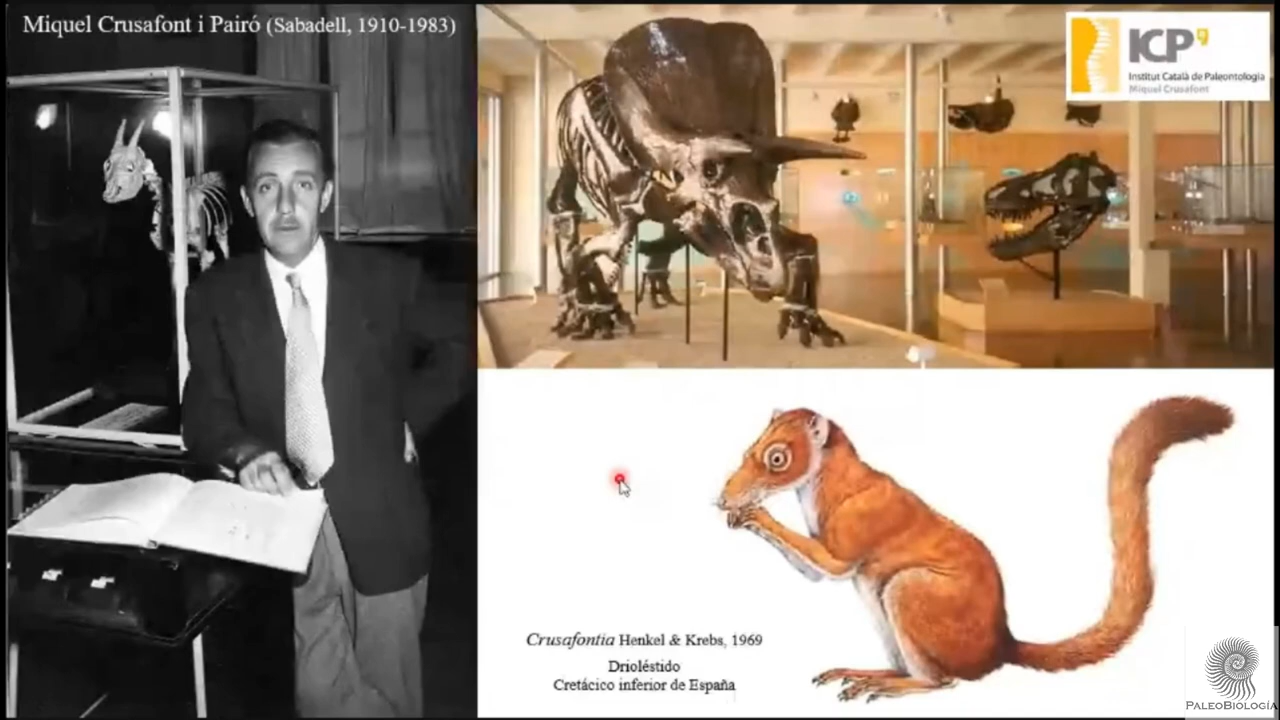 Miquel Crusafont i Pairó (Sabadell, 1910-1983)
ICP
Institut Català de Paleontologia
Miquel Crusafont
Crusafontia Henkel & Krebs, 1969
Drioléstido
Cretácico inferior de España
PALEOBIOLOGÍA